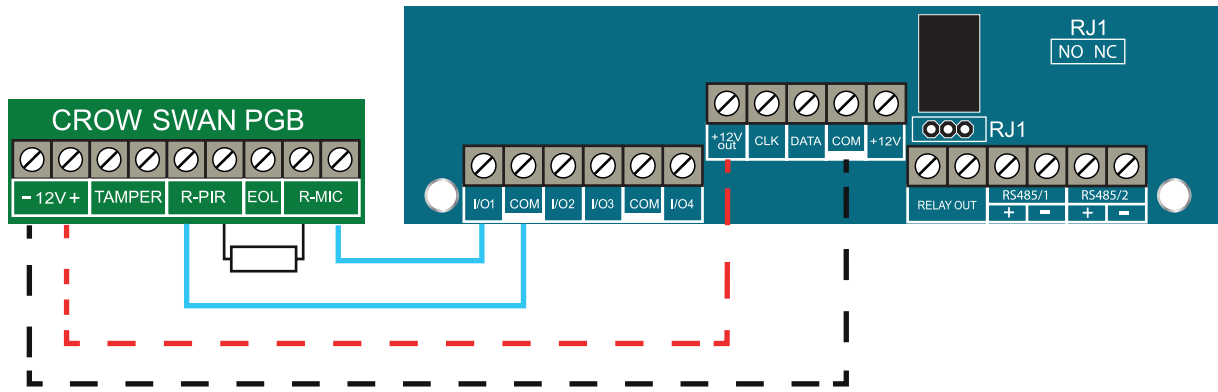 CROW SWAN PGB
- 12V + TAMPER R-PIR EOL R-MIC
RJ1
NO NC
RJ1
+12V out CLK DATA COM +12V
I/O1 COM I/O2 I/O3 COM I/O4
RELAY OUT RS485/1 RS485/2
+ - + -